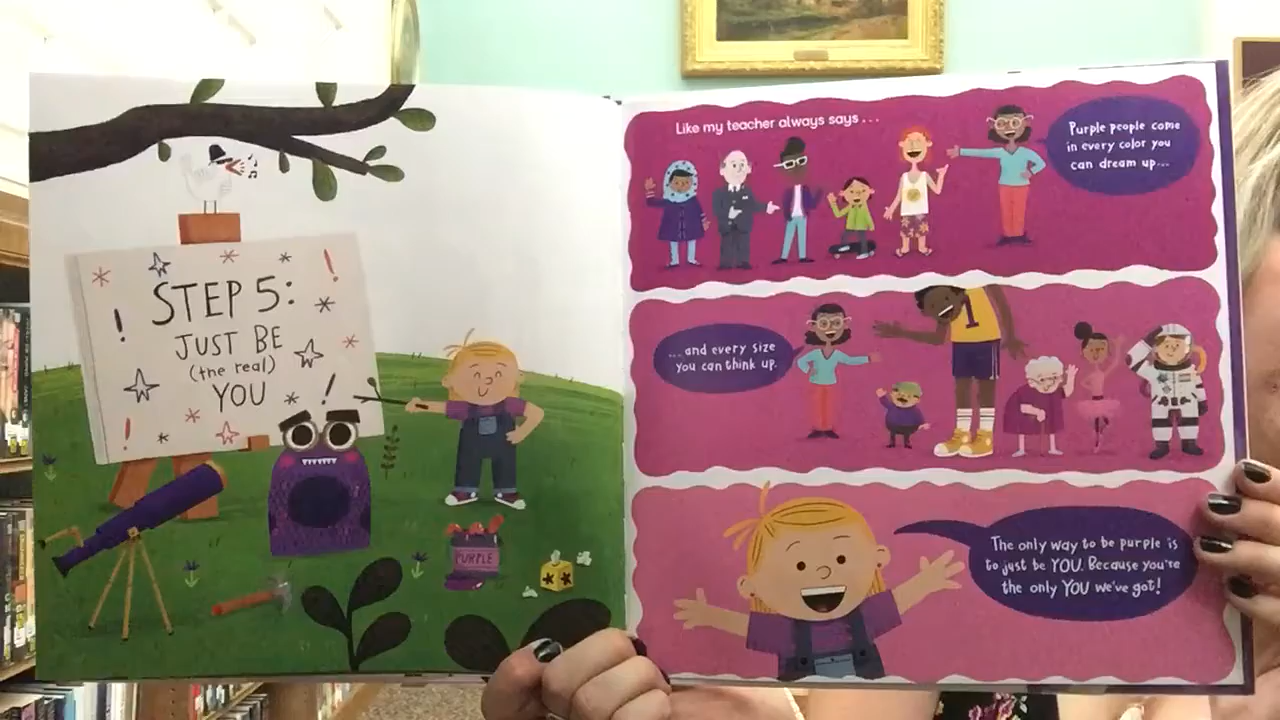 STEP 5:
JUST BE
(the real)
YOU
PURPLE
Like my teacher always says . . .
Purple people come
in every color you
can dream up...
... and every size
you can think up.
1
The only way to be purple is
to just be YOU. Because you're
the only YOU we've got!